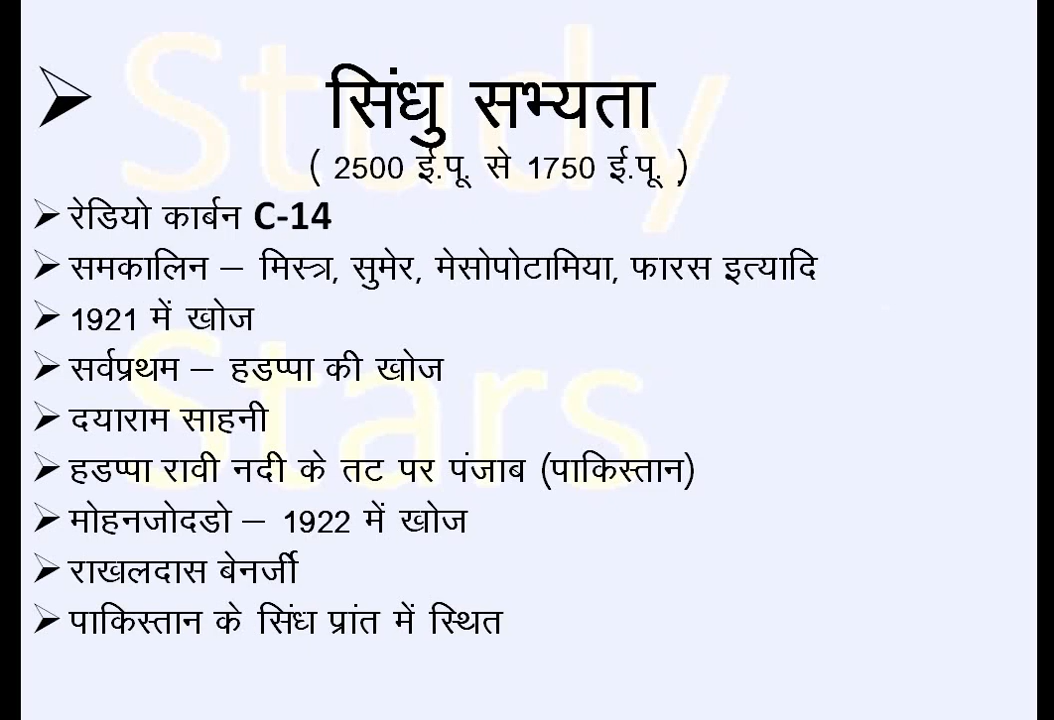 Study
➢ सिंधु सभ्यता
( 2500 ई.पू. से 1750 ई.पू. )
➢ रेडियो कार्बन C-14
➢ समकालिन – मिस्त्र, सुमेर, मेसोपोटामिया, फारस इत्यादि
➢ 1921 में खोज
➢ सर्वप्रथम – हडप्पा की खोज
➢ दयाराम साहनी
Stars
➢ हडप्पा रावी नदी के तट पर पंजाब (पाकिस्तान)
➢ मोहनजोदडो – 1922 में खोज
➢ राखलदास बेनर्जी
➢ पाकिस्तान के सिंध प्रांत में स्थित